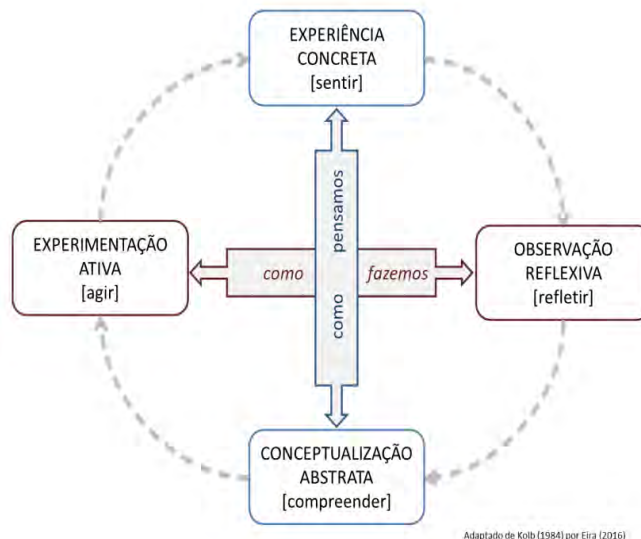 EXPERIÊNCIA
CONCRETA
[sentir]
EXPERIMENTAÇÃO
ATIVA
[agir]
como pensamos
como fazemos
OBSERVAÇÃO
REFLEXIVA
[refletir]
CONCEPTUALIZAÇÃO
ABSTRATA
[compreender]
Adaptado de Kolb (1984) por Eira (2016)